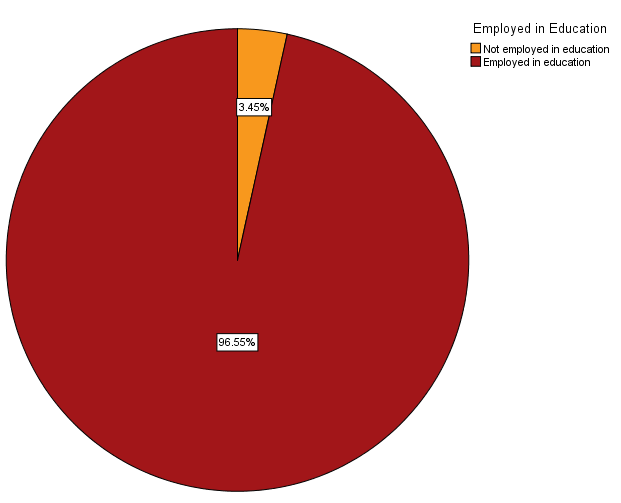 Employed in Education
Not employed in education
Employed in education
3.45%
96.55%